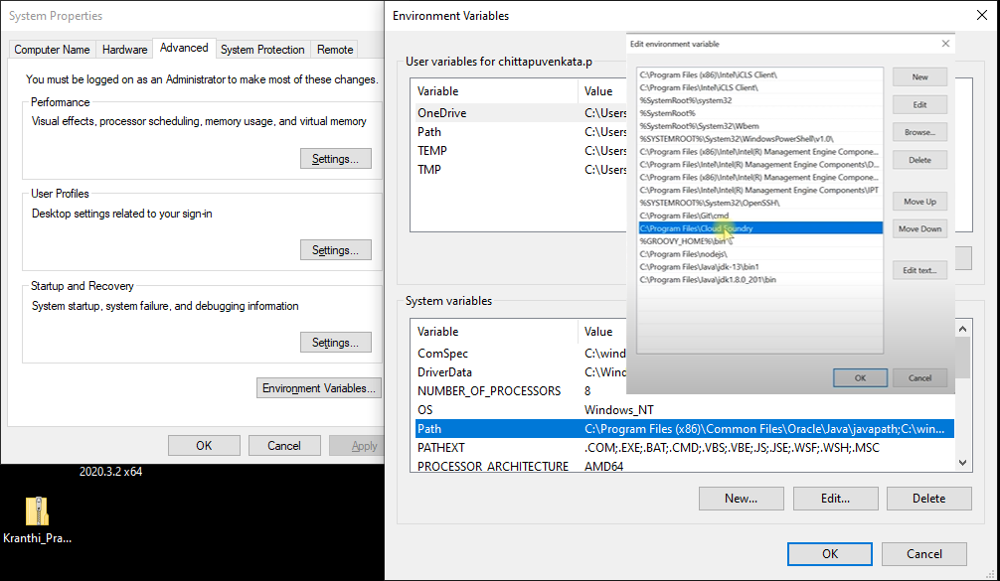 System Properties
Computer Name Hardware Advanced System Protection Remote
You must be logged on as an Administrator to make most of these changes.
Performance
Visual effects, processor scheduling, memory usage, and virtual memory
Settings...
User Profiles
Desktop settings related to your sign-in
Settings...
Startup and Recovery
System startup, system failure, and debugging information
Settings...
Environment Variables...
OK Cancel Apply
2020.3.2 x64
Kranthi_Pra...
Environment Variables
User variables for chittapuvenkata.p
Variable Value
OneDrive C:\Users
Path C:\Users
TEMP C:\Users
TMP C:\Users
Edit environment variable
C:\Program Files (x86)\Intel\iCLS Client\
C:\Program Files\Intel\iCLS Client\
%SystemRoot%\system32
%SystemRoot%
%SystemRoot%\System32\Wbem
%SYSTEMROOT%\System32\WindowsPowerShell\v1.0\
C:\Program Files (x86)\Intel\Intel(R) Management Engine Compone...
C:\Program Files\Intel\Intel(R) Management Engine Components\D...
C:\Program Files (x86)\Intel\Intel(R) Management Engine Compone...
C:\Program Files\Intel\Intel(R) Management Engine Components\IPT
%SYSTEMROOT%\System32\OpenSSH\
C:\Program Files\Git\cmd
C:\Program Files\Cloud Foundry
%GROOVY_HOME%\bin\
C:\Program Files\nodejs\
C:\Program Files\Java\jdk-13\bin1
C:\Program Files\Java\jdk1.8.0_201\bin
New
Edit
Browse...
Delete
Move Up
Move Down
Edit text...
OK Cancel
System variables
Variable Value
ComSpec C:\wind
DriverData C:\Winc
NUMBER_OF_PROCESSORS 8
OS Windows_NT
Path C:\Program Files (x86)\Common Files\Oracle\Java\javapath;C:\win...
PATHEXT .COM;.EXE;.BAT;.CMD;.VBS;.VBE;.JS;.JSE;.WSF;.WSH;.MSC
PROCESSOR_ARCHITECTURE AMD64
New... Edit... Delete
OK Cancel